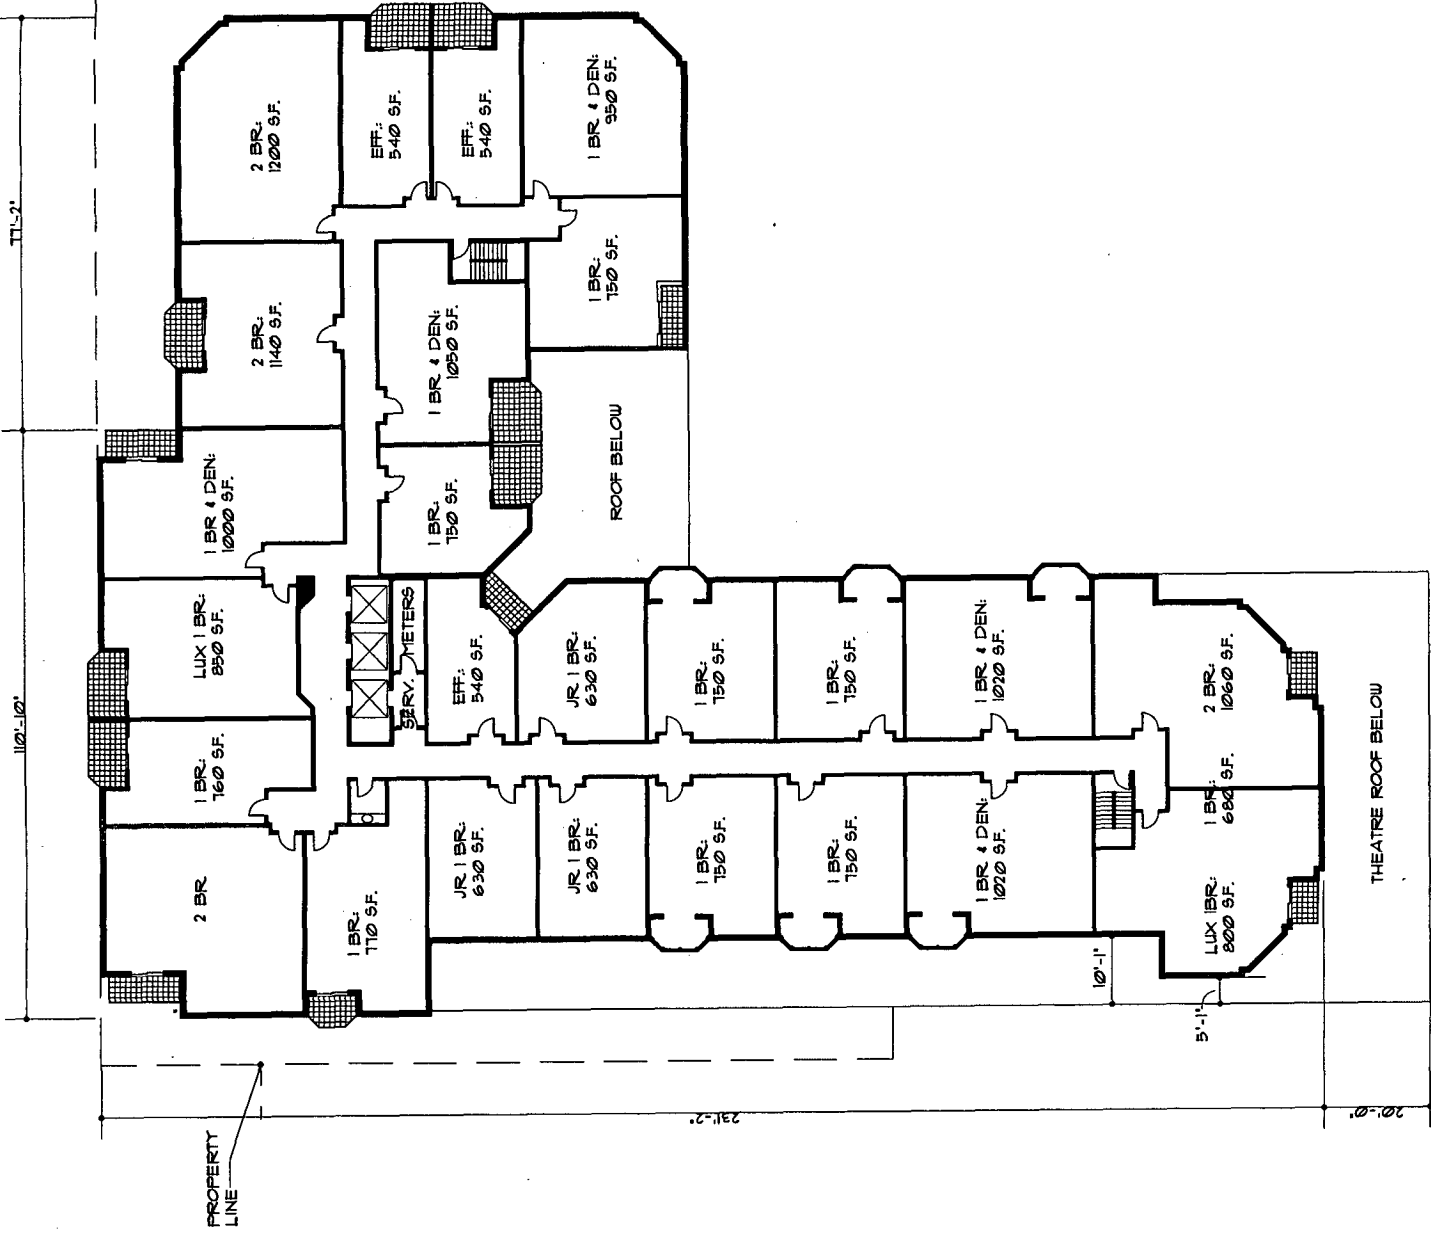 77'-2"
110'-10"
2 BR:
1200 S.F.
EFF.:
540 S.F.
EFF.:
540 S.F.
1 BR & DEN:
950 S.F.
2 BR:
1140 S.F.
1 BR & DEN:
1050 S.F.
1 BR:
750 S.F.
1 BR & DEN:
1000 S.F.
1 BR:
750 S.F.
ROOF BELOW
LUX 1 BR:
850 S.F.
METERS
SERV.
EFF.:
540 S.F.
JR 1 BR:
630 S.F.
1 BR:
750 S.F.
1 BR:
750 S.F.
1 BR & DEN:
1020 S.F.
2 BR:
1060 S.F.
1 BR:
760 S.F.
2 BR
1 BR:
770 S.F.
JR 1 BR:
630 S.F.
JR 1 BR:
630 S.F.
1 BR:
750 S.F.
1 BR:
750 S.F.
1 BR & DEN:
1020 S.F.
1 BR:
680 S.F.
LUX 1BR:
800 S.F.
THEATRE ROOF BELOW
10'-1"
5'-1"
231'-2"
20'-0"
PROPERTY
LINE